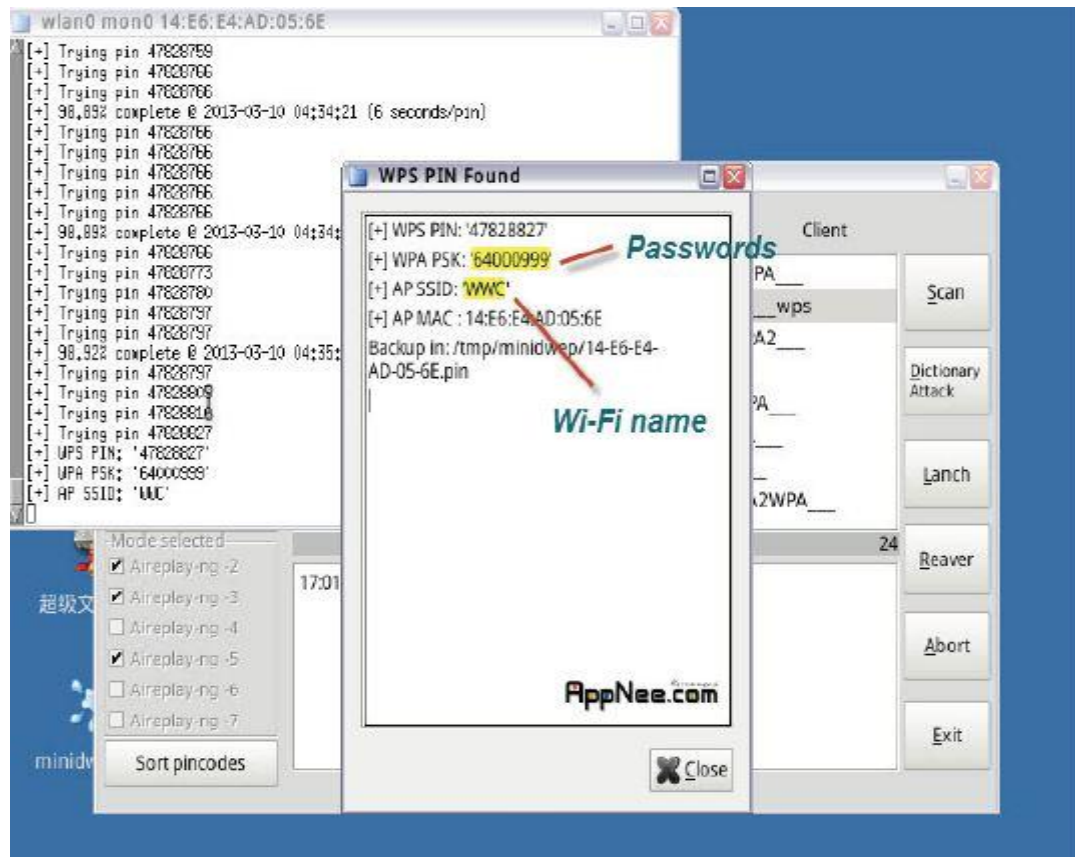 wlan0 mon0 14:E6:E4:AD:05:6E
[+] Trying pin 47828759
[+] Trying pin 47828766
[+] Trying pin 47828766
[+] 98.89% complete @ 2013-03-10 04:34:21 (6 seconds/pin)
[+] Trying pin 47828766
[+] Trying pin 47828766
[+] Trying pin 47828766
[+] Trying pin 47828766
[+] Trying pin 47828766
[+] 98.89% complete @ 2013-03-10 04:34:
[+] Trying pin 47828766
[+] Trying pin 47828773
[+] Trying pin 47828780
[+] Trying pin 47828797
[+] Trying pin 47828797
[+] 98.92% complete @ 2013-03-10 04:35:
[+] Trying pin 47828797
[+] Trying pin 47828803
[+] Trying pin 47828810
[+] Trying pin 47828827
[+] WPS PIN: '47828827'
[+] WPA PSK: '64000999'
[+] AP SSID: 'WWC'
WPS PIN Found
[+] WPS PIN: '47828827'
[+] WPA PSK: '64000999'
Passwords
[+] AP SSID: 'WWC'
[+] AP MAC : 14:E6:E4:AD:05:6E
Backup in: /tmp/minidwep/14-E6-E4-
AD-05-6E.pin
Wi-Fi name
AppNee.com
Close
Client
PA___
__wps
A2___
PA___
A2WPA___
24
Scan
Dictionary
Attack
Lanch
Reaver
Abort
Exit
Mode selected
Aireplay-ng -2
Aireplay-ng -3
Aireplay-ng -4
Aireplay-ng -5
Aireplay-ng -6
Aireplay-ng -7
Sort pincodes
17:01
超级文
minidw